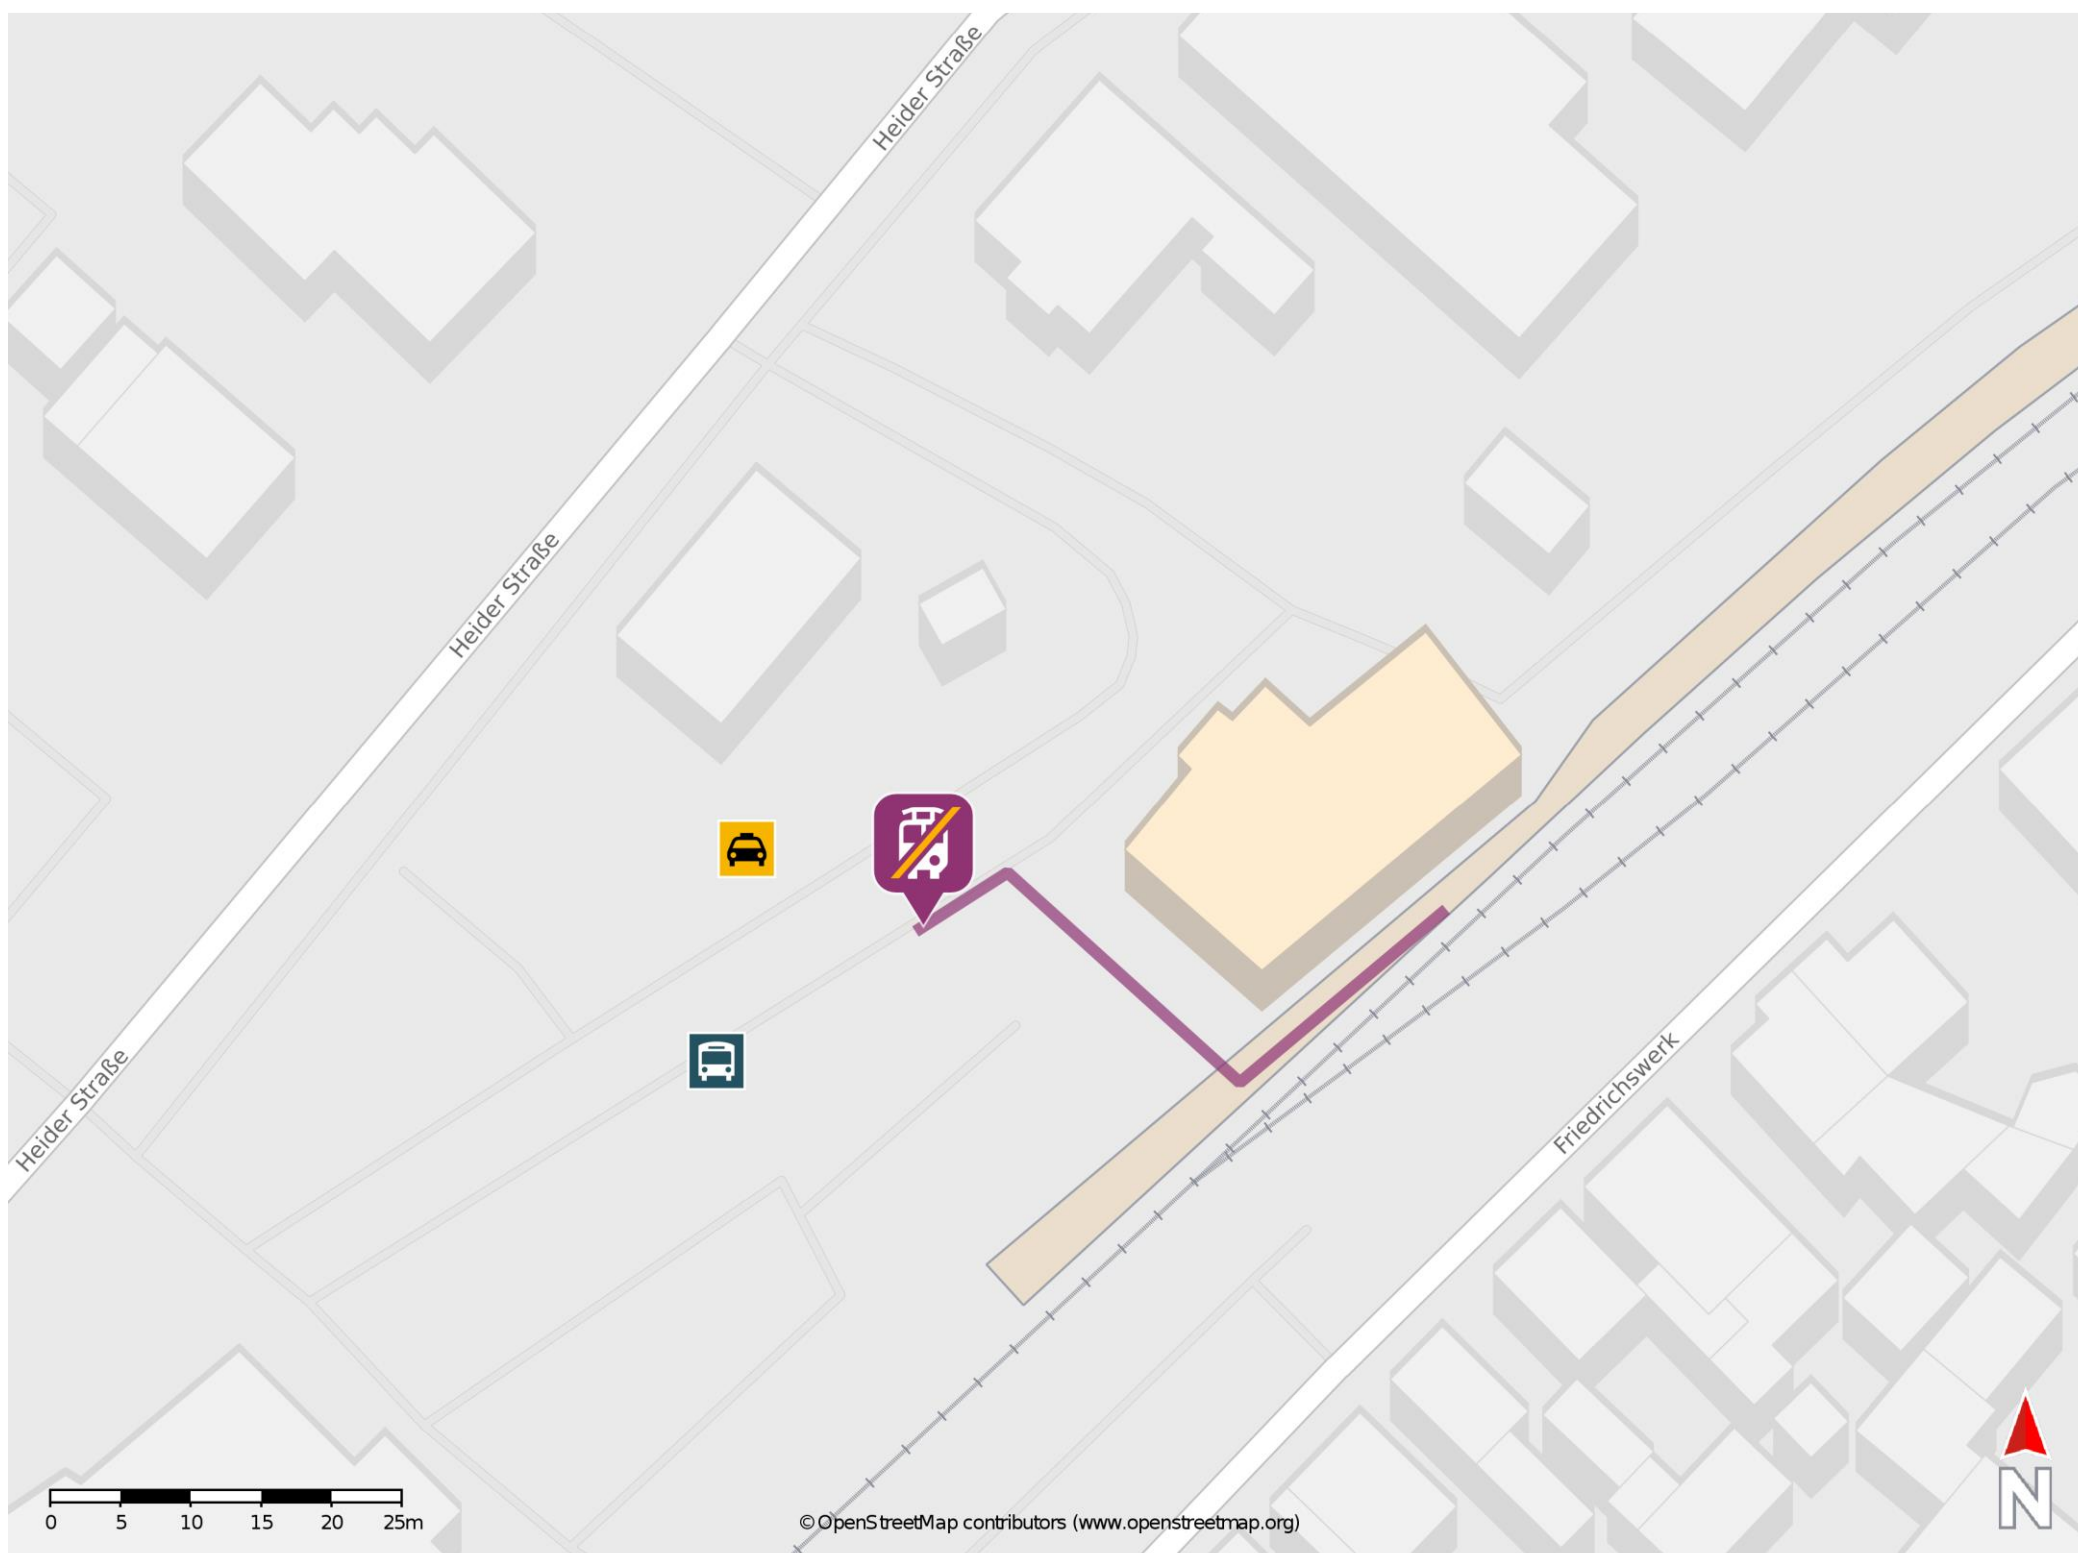 Heider Straße
Heider Straße
Heider Straße
Friedrichswerk
0 5 10 15 20 25m
© OpenStreetMap contributors (www.openstreetmap.org)
N